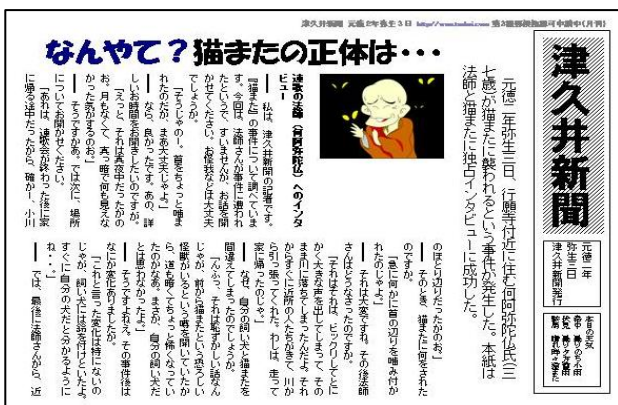 津久井新聞 元徳2年弥生3日
なんやて？猫またの正体は・・・
津久井新聞
元徳二年
弥生三日
津久井新聞発行
本日の天気
元徳二年弥生三日、行願寺付近に住む何阿弥陀仏氏（三
七歳）が猫またに襲われるという事件が発生した。本紙は
法師と猫またに独占インタビューに成功した。
連歌の法師（何阿弥陀仏）へのインタ
ビュー
私は、津久井新聞の記者です。
『猫また』の事件について調べていま
す。今回は、法師さんが事件に遭われ
たというで、すいませんが、お話を聞
かせてください。お怪我などは大丈夫
でしょうか。
「そうじゃのー。首をちょっと噛ま
れたのだが、まあ大丈夫じゃよ。」
なら、良かったです。あの、詳
しいお時間をお聞きしたいのですが。
「えっと、それは真夜中だったかの
お。月もなくて、真っ暗で何も見えな
かった気がするのお。」
そうですかあ。では次に、場所
についてお聞かせください。
「あれは、連歌会が終わった後に家
に帰る途中だったから、確か―、小川
のほとり辺りだったかのお。」
そのとき、猫またに何をされた
のですか。
「急に何かに首の辺りを噛み付か
れたのじゃよ。」
それは大変ですね。その後法師
さんはどうなさったのですか。
「それはそれは、ビックリしてとに
かく大きな声を出してしまって、その
まま川に落ちてしまったんだよ。それ
からすぐに近所の人たちがきて、川か
ら引っ張ってくれた。わしは、走って
家に帰ったのじゃ。」
なぜ、自分の飼い犬と猫またを
間違えてしまったのでしょうか。
「んふっ、それは恥ずかしい話なん
じゃが、前から猫またという恐ろしい
怪獣がいるという噂を聞いていたか
ら、道も暗くてちょっと怖くなってい
たのかなあ。まさか、自分の飼い犬だ
とは思わなかったよ。」
そうですよねえ。その事件後は
なにか変化ありましたか。
「これと言った変化は特にないの
じゃが、飼い犬には鈴を付けといたよ。
すぐに自分の犬だと分かるように
ね・・・。」
では、最後に法師さんから、近